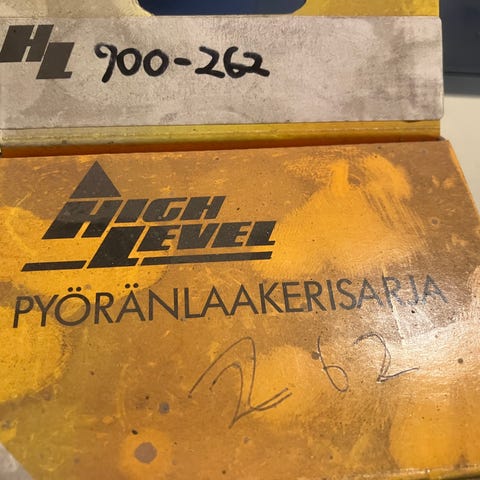 HL 900-262
HIGH
LEVEL
PYÖRÄNLAAKERISARJA
262